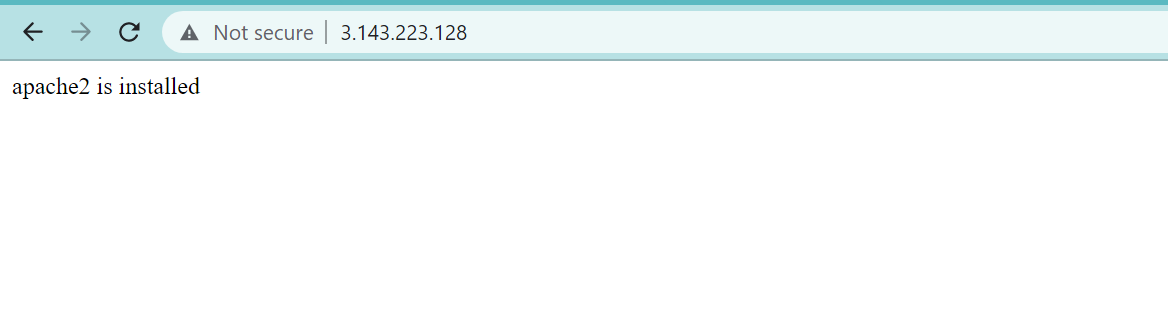 Not secure 3.143.223.128
apache2 is installed